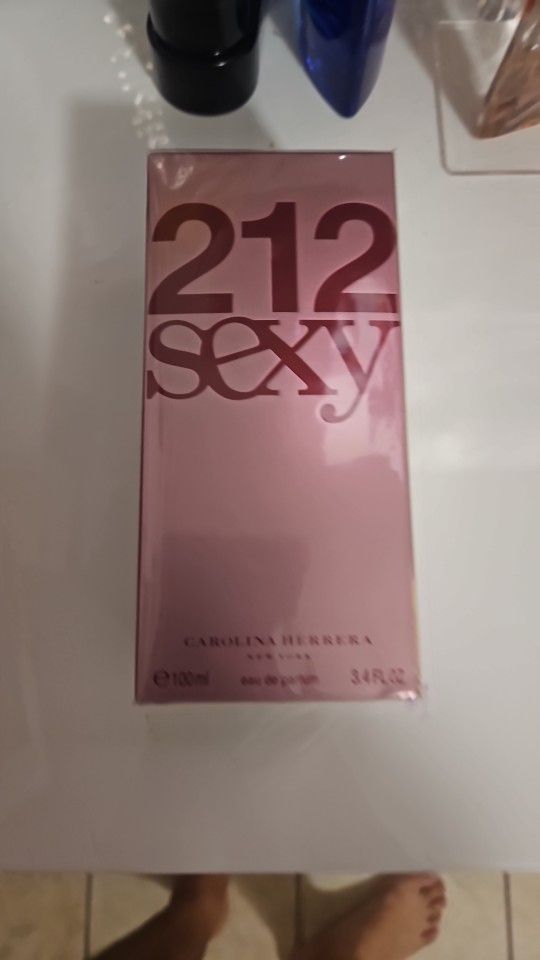 212
sexy
CAROLINA HERRERA
NEW YORK
℮100ml eau de parfum 3.4 FL.OZ.